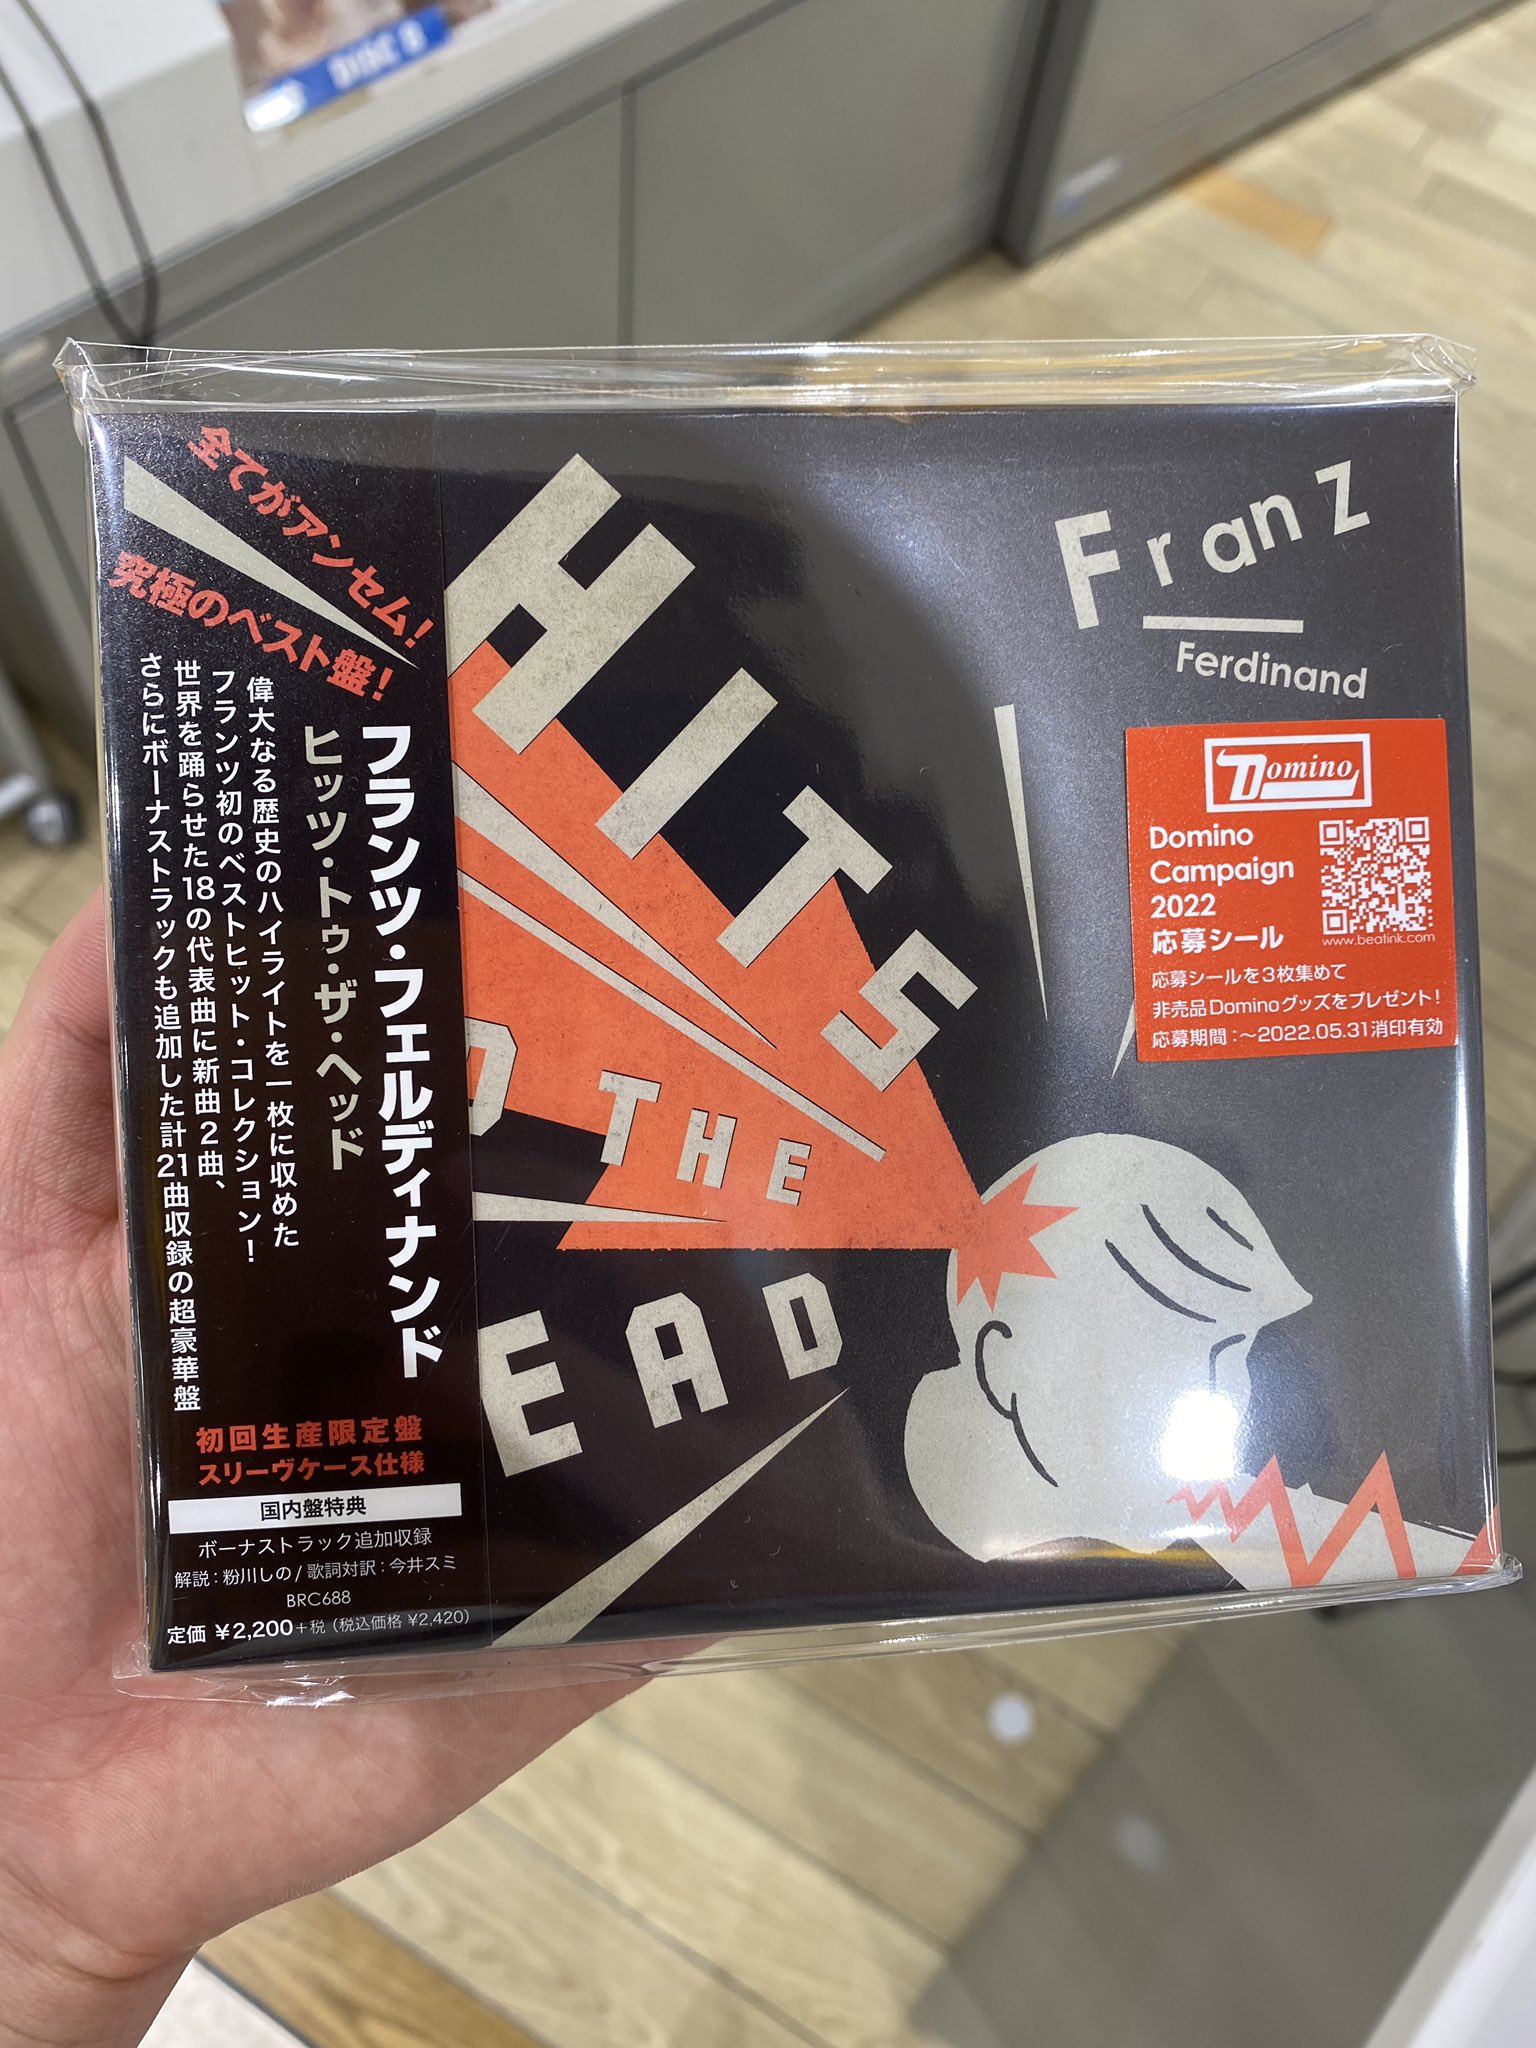 DISC 8
全てがアンセム!
究極のベスト盤!
フランツ・フェルディナンド
ヒッツ・トゥ・ザ・ヘッド
偉大なる歴史のハイライトを一枚に収めた
フランツ初のベストヒット・コレクション!
世界を踊らせた18の代表曲に新曲2曲、
さらにボーナストラックも追加した計21曲収録の超豪華盤
初回生産限定盤
スリーヴケース仕様
国内盤特典
ボーナストラック追加収録
解説:粉川しの/歌詞対訳:今井スミ
BRC688
定価 ¥2,200+税 (税込価格 ¥2,420)
HITS
O THE
EAD
Franz
Ferdinand
Domino
Domino
Campaign
2022
応募シール
www.beatink.com
応募シールを3枚集めて
非売品Dominoグッズをプレゼント!
応募期間:～2022.05.31消印有効